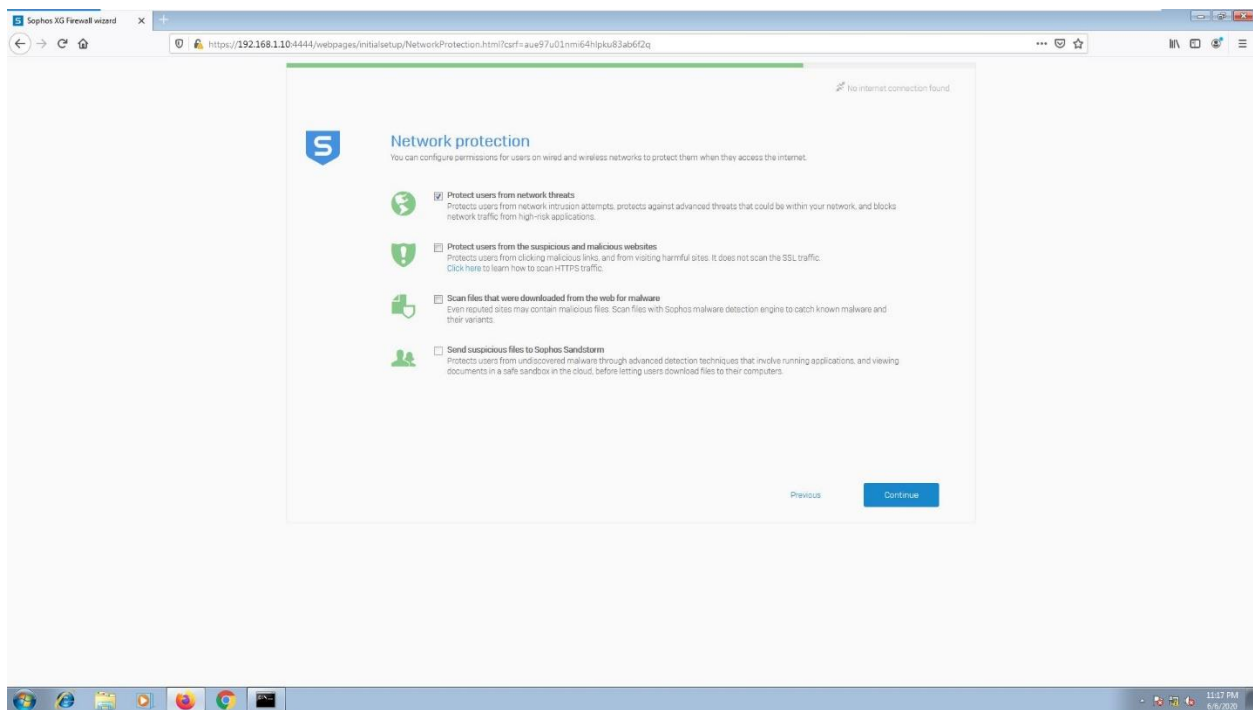 Sophos XG Firewall wizard
https://192.168.1.10:4444/webpages/initialsetup/NetworkProtection.html?csrf=aue97u01nmi64hlpku83ab6f2q
No internet connection found
S
Network protection
You can configure permissions for users on wired and wireless networks to protect them when they access the internet.
Protect users from network threats
Protects users from network intrusion attempts, protects against advanced threats that could be within your network, and blocks
network traffic from high-risk applications.
Protect users from the suspicious and malicious websites
Protects users from clicking malicious links, and from visiting harmful sites. It does not scan the SSL traffic.
Click here to learn how to scan HTTPS traffic.
Scan files that were downloaded from the web for malware
Even reputed sites may contain malicious files. Scan files with Sophos malware detection engine to catch known malware and
their variants.
Send suspicious files to Sophos Sandstorm
Protects users from undiscovered malware through advanced detection techniques that involve running applications, and viewing
documents in a safe sandbox in the cloud, before letting users download files to their computers.
Previous
Continue
11:17 PM
6/6/2020